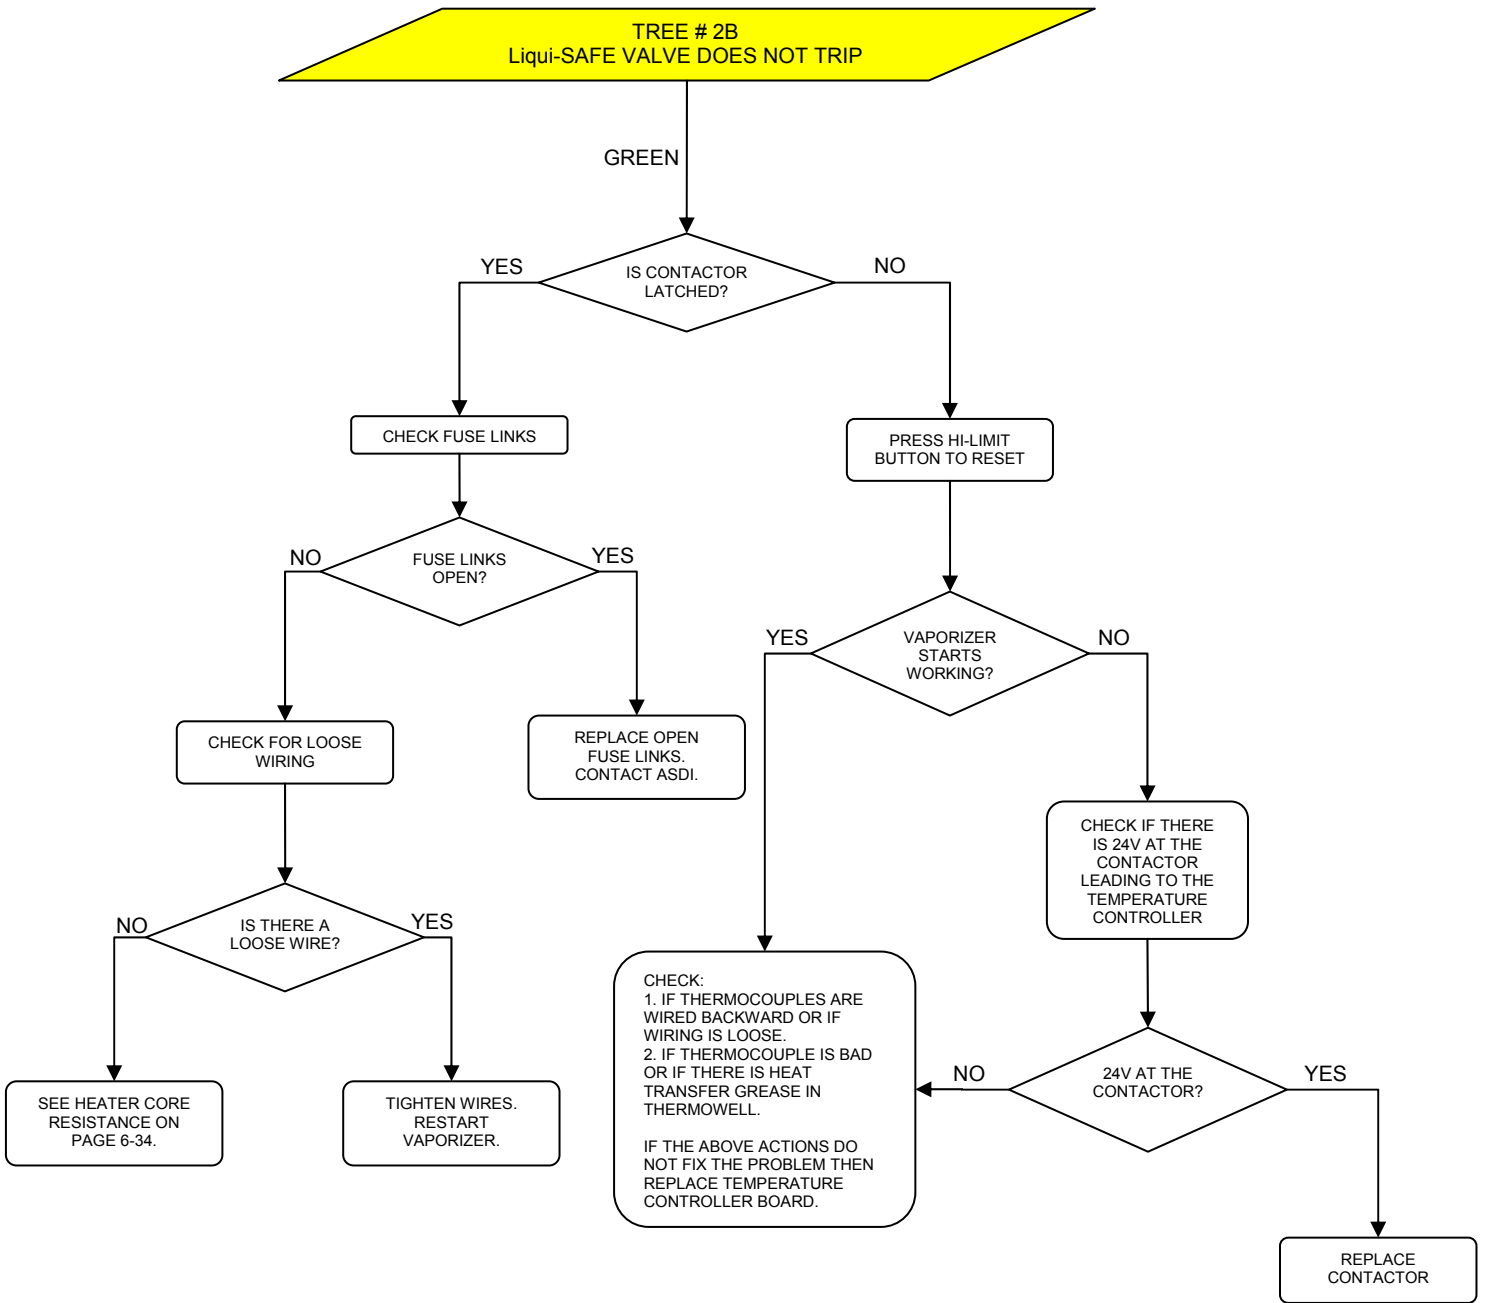 TREE # 2B
Liqui-SAFE VALVE DOES NOT TRIP
GREEN
YES
IS CONTACTOR
LATCHED?
NO
CHECK FUSE LINKS
PRESS HI-LIMIT
BUTTON TO RESET
NO
FUSE LINKS
OPEN?
YES
YES
VAPORIZER
STARTS
WORKING?
NO
CHECK FOR LOOSE
WIRING
REPLACE OPEN
FUSE LINKS.
CONTACT ASDI.
CHECK IF THERE
IS 24V AT THE
CONTACTOR
LEADING TO THE
TEMPERATURE
CONTROLLER
NO
IS THERE A
LOOSE WIRE?
YES
CHECK:
1. IF THERMOCOUPLES ARE
WIRED BACKWARD OR IF
WIRING IS LOOSE.
2. IF THERMOCOUPLE IS BAD
OR IF THERE IS HEAT
TRANSFER GREASE IN
THERMOWELL.
IF THE ABOVE ACTIONS DO
NOT FIX THE PROBLEM THEN
REPLACE TEMPERATURE
CONTROLLER BOARD.
NO
24V AT THE
CONTACTOR?
YES
SEE HEATER CORE
RESISTANCE ON
PAGE 6-34.
TIGHTEN WIRES.
RESTART
VAPORIZER.
REPLACE
CONTACTOR